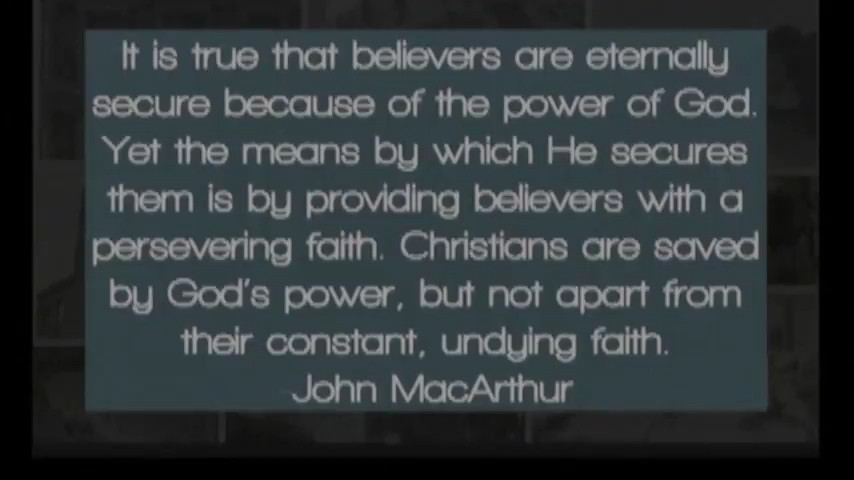 It is true that believers are eternally
secure because of the power of God.
Yet the means by which He secures
them is by providing believers with a
persevering faith. Christians are saved
by God's power, but not apart from
their constant, undying faith.
John MacArthur